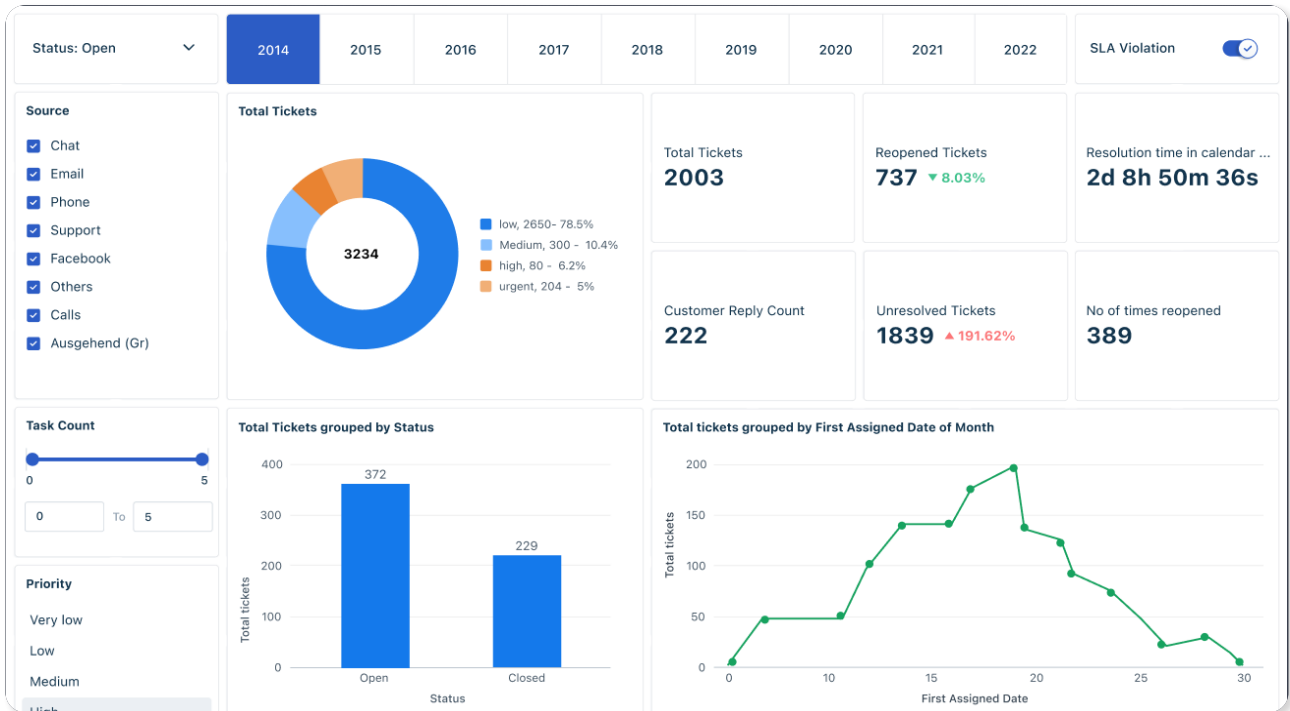 Status: Open
2014
2015
2016
2017
2018
2019
2020
2021
2022
SLA Violation
Source
Chat
Email
Phone
Support
Facebook
Others
Calls
Ausgehend (Gr)
Total Tickets
3234
low, 2650- 78.5%
Medium, 300 - 10.4%
high, 80 - 6.2%
urgent, 204 - 5%
Total Tickets
2003
Reopened Tickets
737 ▼ 8.03%
Resolution time in calendar ...
2d 8h 50m 36s
Customer Reply Count
222
Unresolved Tickets
1839 ▲ 191.62%
No of times reopened
389
Task Count
0
5
0 To 5
Priority
Very low
Low
Medium
High
Total Tickets grouped by Status
Total tickets
400
300
200
100
0
372
229
Open
Closed
Status
Total tickets grouped by First Assigned Date of Month
Total tickets
200
150
100
50
0
0
10
15
20
25
30
First Assigned Date